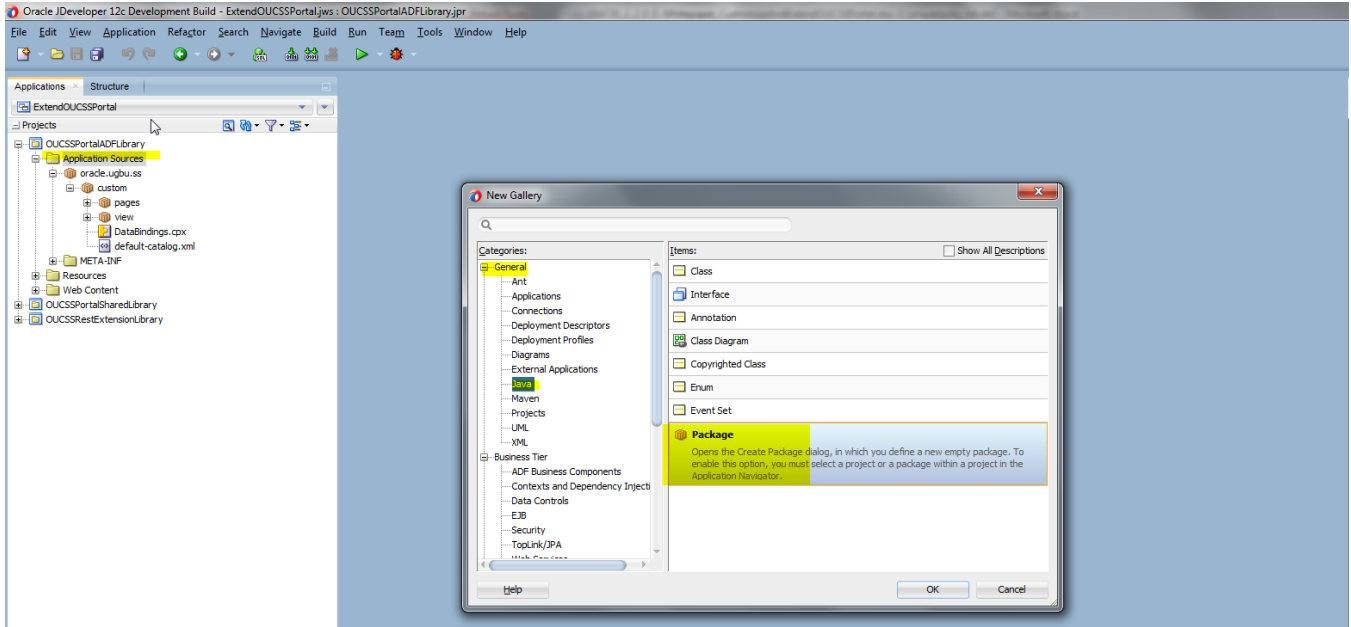 Oracle JDeveloper 12c Development Build - ExtendOUCSSPortal.jws : OUCSSPortalADFLibrary.jpr
File Edit View Application Refactor Search Navigate Build Run Team Tools Window Help
Applications Structure
ExtendOUCSSPortal
Projects
OUCSSPortalADFLibrary
Application Sources
oracle.ugbu.ss
custom
pages
view
DataBindings.cpx
default-catalog.xml
META-INF
Resources
Web Content
OUCSSPortalSharedLibrary
OUCSSRestExtensionLibrary
New Gallery
Categories:
General
Ant
Applications
Connections
Deployment Descriptors
Deployment Profiles
Diagrams
External Applications
Java
Maven
Projects
UML
XML
Business Tier
ADF Business Components
Contexts and Dependency Injecti
Data Controls
EJB
Security
TopLink/JPA
Web Services
Items: Show All Descriptions
Class
Interface
Annotation
Class Diagram
Copyrighted Class
Enum
Event Set
Package
Opens the Create Package dialog, in which you define a new empty package. To
enable this option, you must select a project or a package within a project in the
Application Navigator.
Help OK Cancel